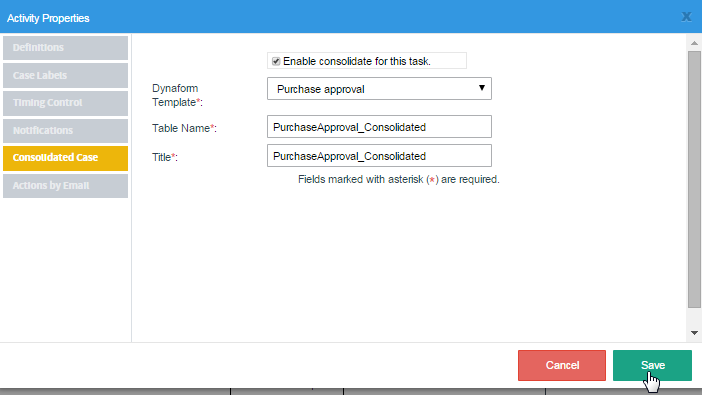 Activity Properties
X
Definitions
Case Labels
Timing Control
Notifications
Consolidated Case
Actions by Email
Enable consolidate for this task.
Dynaform
Template*:
Purchase approval
Table Name*:
PurchaseApproval_Consolidated
Title*:
PurchaseApproval_Consolidated
Fields marked with asterisk (*) are required.
Cancel
Save